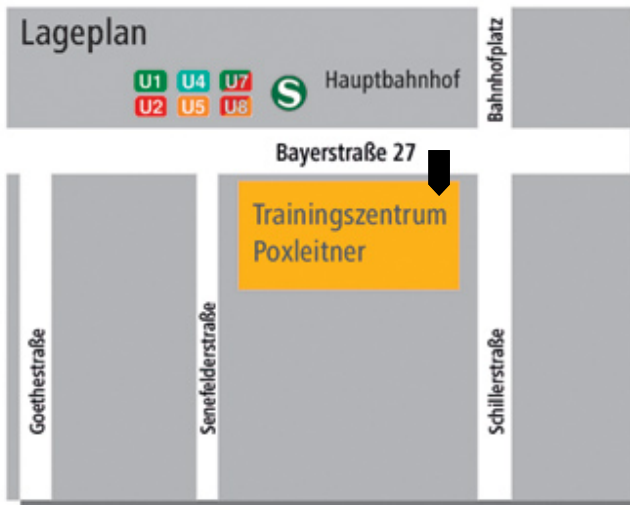 Lageplan
U1 U4 U7
U2 U5 U8
S
Hauptbahnhof
Bahnhofplatz
Bayerstraße 27
Trainingszentrum
Poxleitner
Goethestraße
Senefelderstraße
Schillerstraße